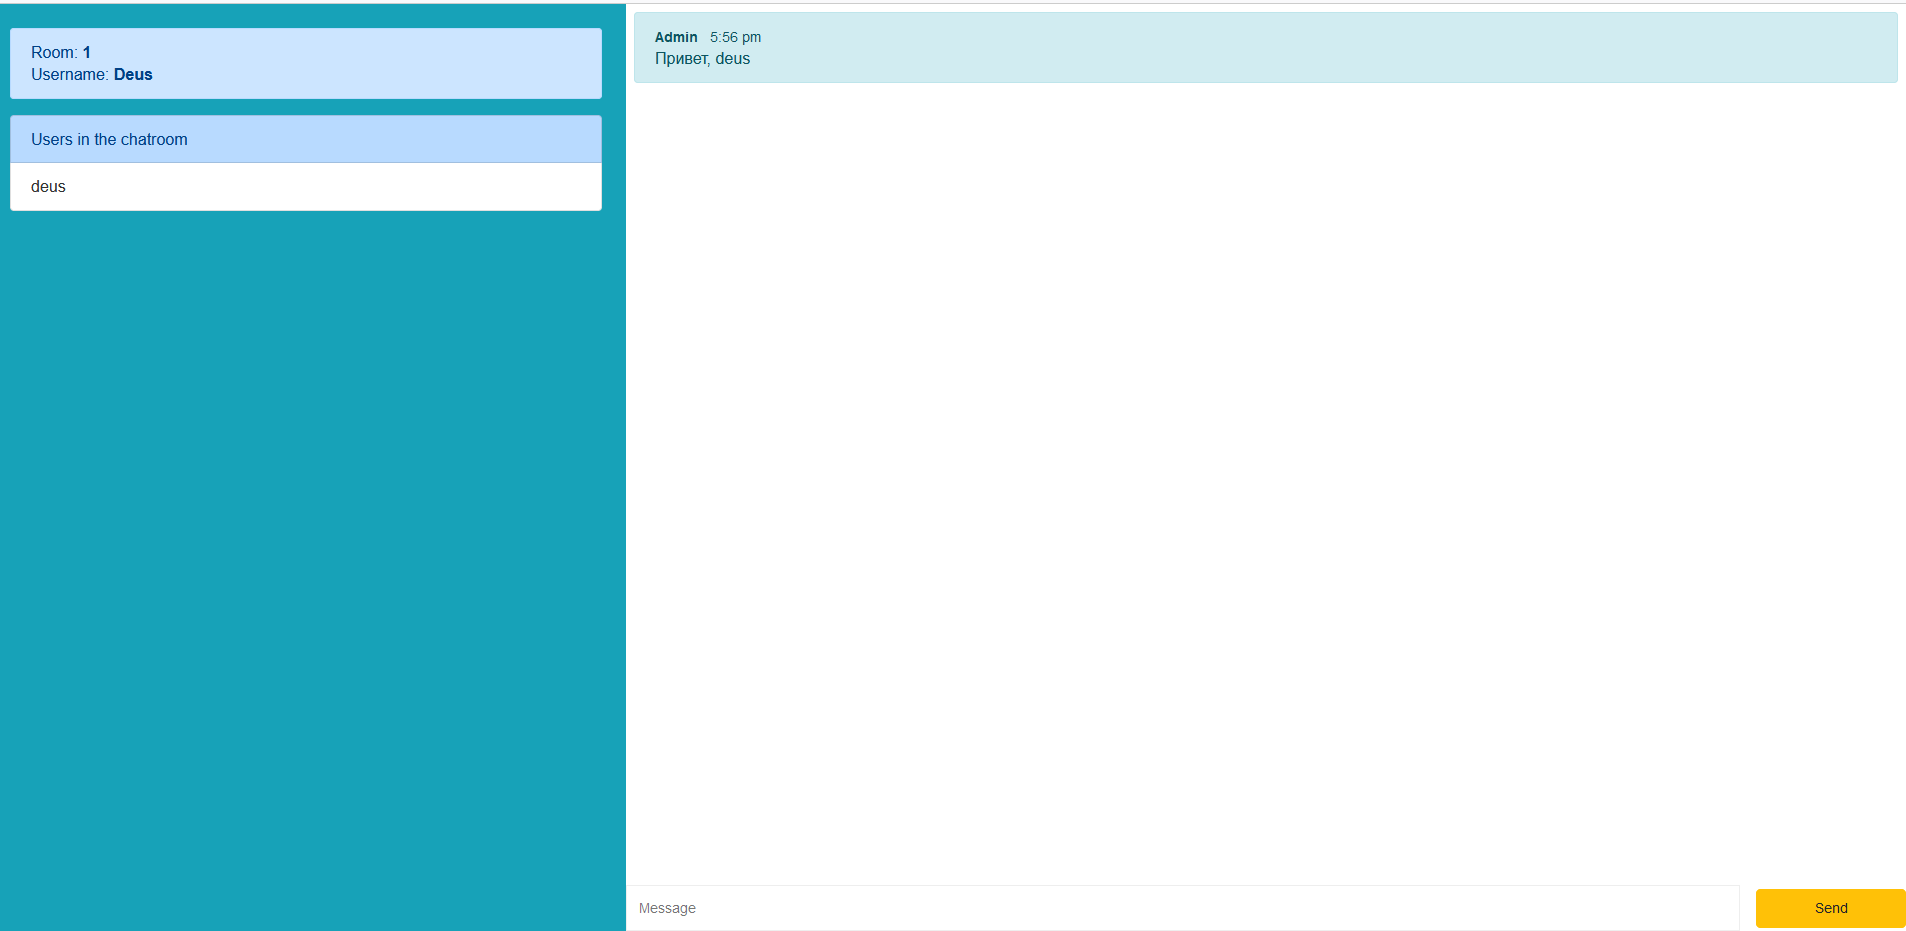 Room: 1
Username: Deus
Users in the chatroom
deus
Admin 5:56 pm
Привет, deus
Message
Send